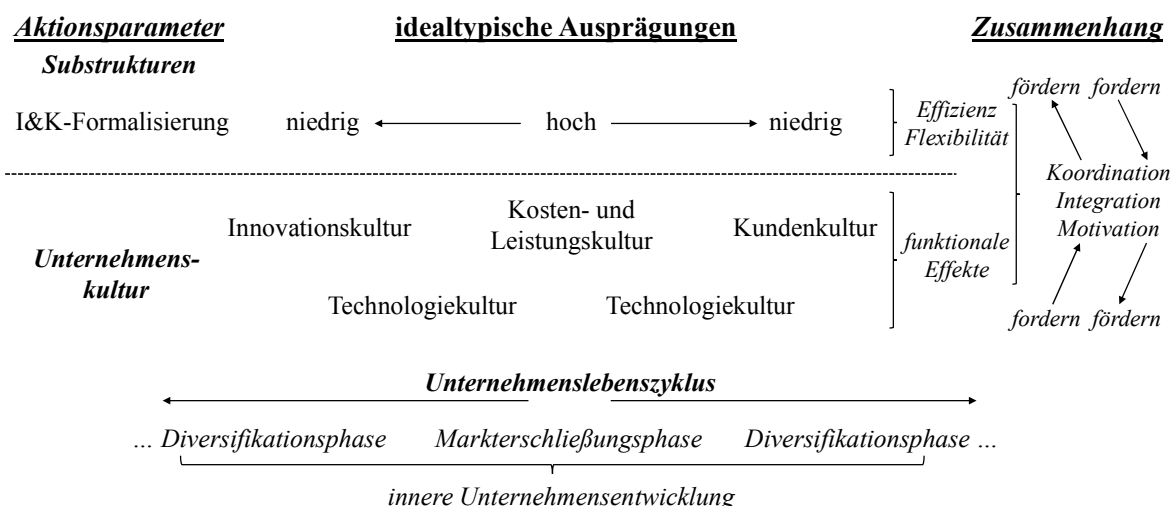 Aktionsparameter idealtypische Ausprägungen Zusammenhang
Substrukturen
fördern fordern
I&K-Formalisierung niedrig hoch niedrig
Effizienz
Flexibilität
Koordination
Integration
Motivation
Innovationskultur
Kosten- und
Leistungskultur
Kundenkultur
Unternehmens-
kultur
funktionale
Effekte
Technologiekultur Technologiekultur
fordern fördern
Unternehmenslebenszyklus
... Diversifikationsphase Markterschließungsphase Diversifikationsphase ...
innere Unternehmensentwicklung